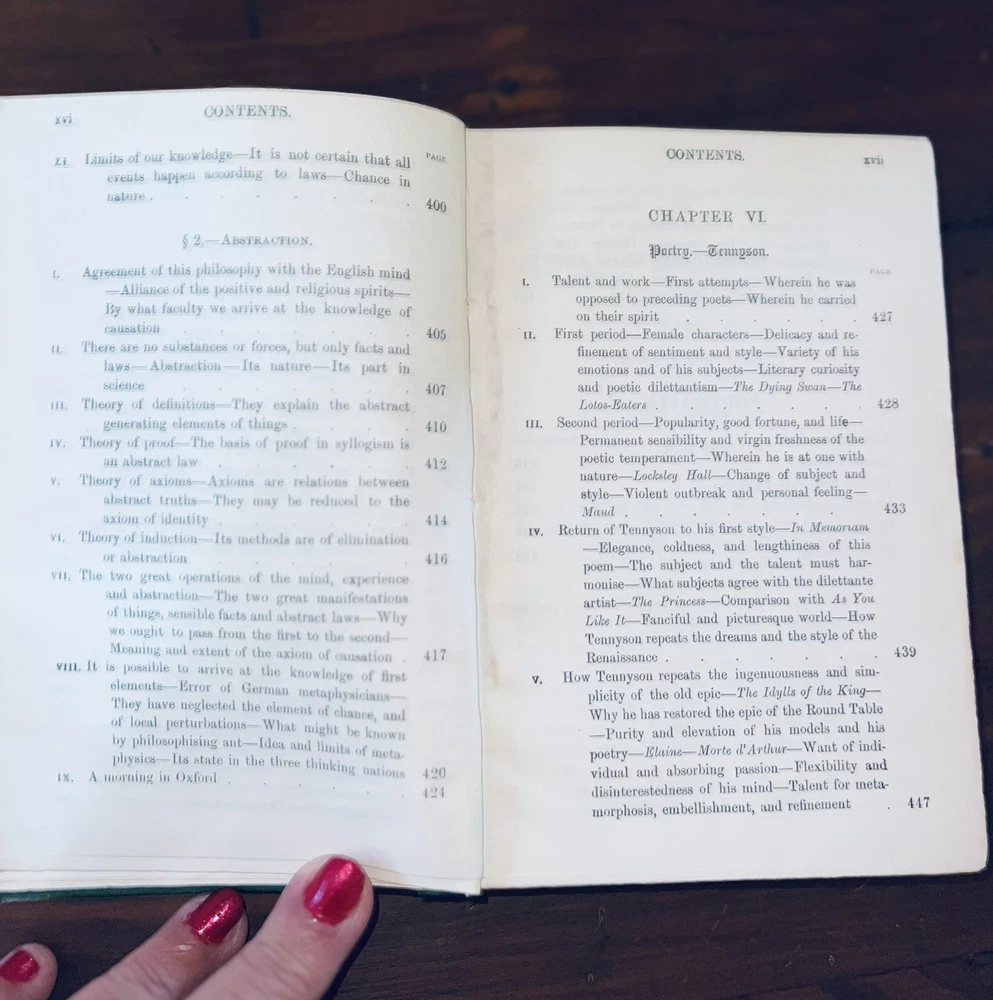 xvi CONTENTS.
PAGE
xi. Limits of our knowledge—It is not certain that all
events happen according to laws—Chance in
nature . . . . . . . . 400
§ 2.—Abstraction.
i. Agreement of this philosophy with the English mind
—Alliance of the positive and religious spirits—
By what faculty we arrive at the knowledge of
causation . . . . . . . 405
ii. There are no substances or forces, but only facts and
laws—Abstraction—Its nature—Its part in
science . . . . . . . 407
iii. Theory of definitions—They explain the abstract
generating elements of things . . . . 410
iv. Theory of proof—The basis of proof in syllogism is
an abstract law . . . . . . 412
v. Theory of axioms—Axioms are relations between
abstract truths—They may be reduced to the
axiom of identity . . . . . . 414
vi. Theory of induction—Its methods are of elimination
or abstraction . . . . . . 416
vii. The two great operations of the mind, experience
and abstraction—The two great manifestations
of things, sensible facts and abstract laws—Why
we ought to pass from the first to the second—
Meaning and extent of the axiom of causation . 417
viii. It is possible to arrive at the knowledge of first
elements—Error of German metaphysicians—
They have neglected the element of chance, and
of local perturbations—What might be known
by philosophising ant—Idea and limits of meta-
physics—Its state in the three thinking nations 420
ix. A morning in Oxford . . . . . . 424
CONTENTS. xvii
CHAPTER VI.
Poetry.—Tennyson.
PAGE
i. Talent and work—First attempts—Wherein he was
opposed to preceding poets—Wherein he carried
on their spirit . . . . . . 427
ii. First period—Female characters—Delicacy and re-
finement of sentiment and style—Variety of his
emotions and of his subjects—Literary curiosity
and poetic dilettantism—The Dying Swan—The
Lotos-Eaters . . . . . . 428
iii. Second period—Popularity, good fortune, and life—
Permanent sensibility and virgin freshness of the
poetic temperament—Wherein he is at one with
nature—Locksley Hall—Change of subject and
style—Violent outbreak and personal feeling—
Maud . . . . . . . 433
iv. Return of Tennyson to his first style—In Memoriam
—Elegance, coldness, and lengthiness of this
poem—The subject and the talent must har-
monise—What subjects agree with the dilettante
artist—The Princess—Comparison with As You
Like It—Fanciful and picturesque world—How
Tennyson repeats the dreams and the style of the
Renaissance . . . . . . 439
v. How Tennyson repeats the ingenuousness and sim-
plicity of the old epic—The Idylls of the King—
Why he has restored the epic of the Round Table
—Purity and elevation of his models and his
poetry—Elaine—Morte d'Arthur—Want of indi-
vidual and absorbing passion—Flexibility and
disinterestedness of his mind—Talent for meta-
morphosis, embellishment, and refinement . 447